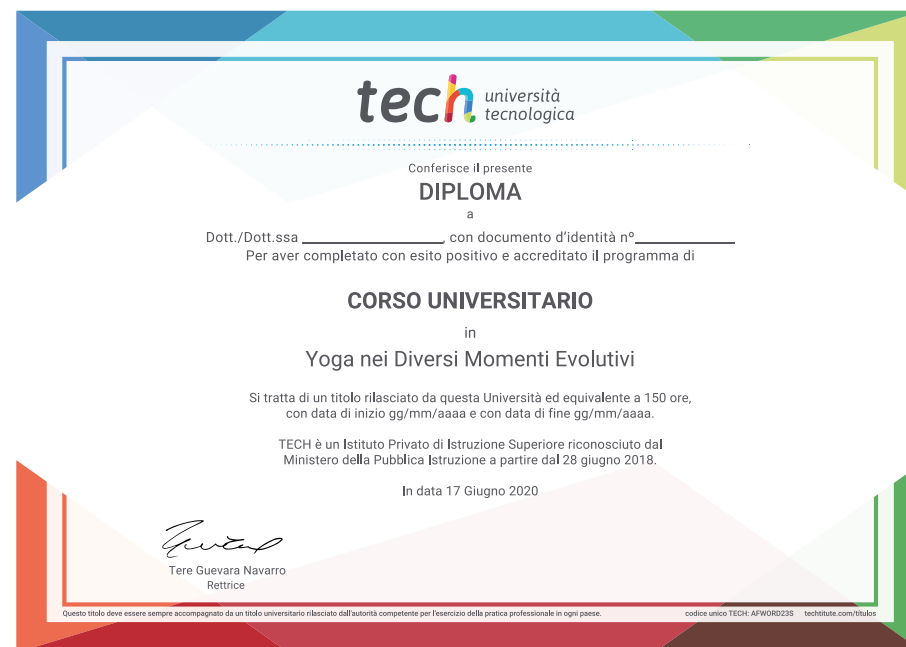 tech università
tecnologica
Conferisce il presente
DIPLOMA
a
Dott./Dott.ssa ________________, con documento d'identità nº____________
Per aver completato con esito positivo e accreditato il programma di
CORSO UNIVERSITARIO
in
Yoga nei Diversi Momenti Evolutivi
Si tratta di un titolo rilasciato da questa Università ed equivalente a 150 ore,
con data di inizio gg/mm/aaaa e con data di fine gg/mm/aaaa.
TECH è un Istituto Privato di Istruzione Superiore riconosciuto dal
Ministero della Pubblica Istruzione a partire dal 28 giugno 2018.
In data 17 Giugno 2020
Tere Guevara Navarro
Rettrice
Questo titolo deve essere sempre accompagnato da un titolo universitario rilasciato dall'autorità competente per l'esercizio della pratica professionale in ogni paese. codice unico TECH: AFWORD23S techtitute.com/títulos